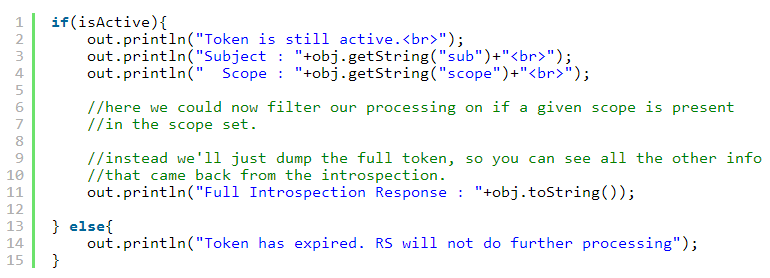 1 if(isActive){
2     out.println("Token is still active.<br>");
3     out.println("Subject : "+obj.getString("sub")+"<br>");
4     out.println("  Scope : "+obj.getString("scope")+"<br>");
5
6     //here we could now filter our processing on if a given scope is present
7     //in the scope set.
8
9     //instead we'll just dump the full token, so you can see all the other info
10     //that came back from the introspection.
11     out.println("Full Introspection Response : "+obj.toString());
12
13 } else{
14     out.println("Token has expired. RS will not do further processing");
15 }